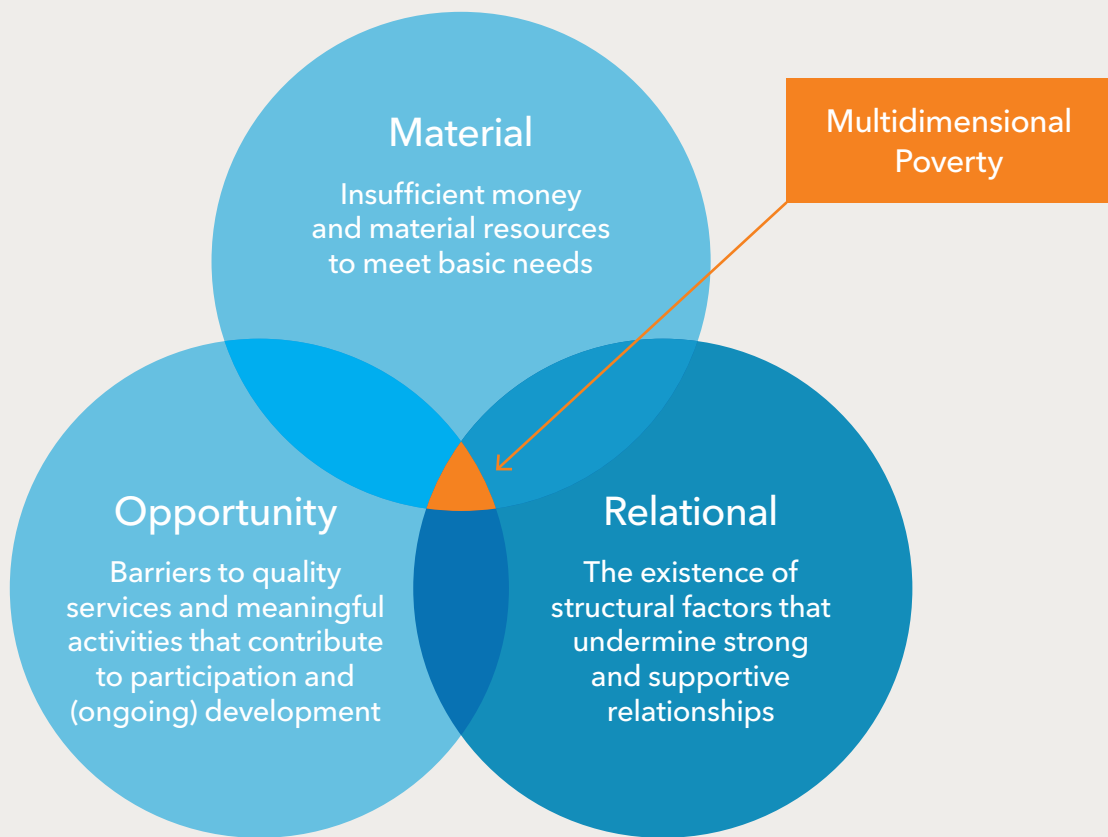 Material
Insufficient money
and material resources
to meet basic needs
Multidimensional
Poverty
Opportunity
Barriers to quality
services and meaningful
activities that contribute
to participation and
(ongoing) development
Relational
The existence of
structural factors that
undermine strong
and supportive
relationships